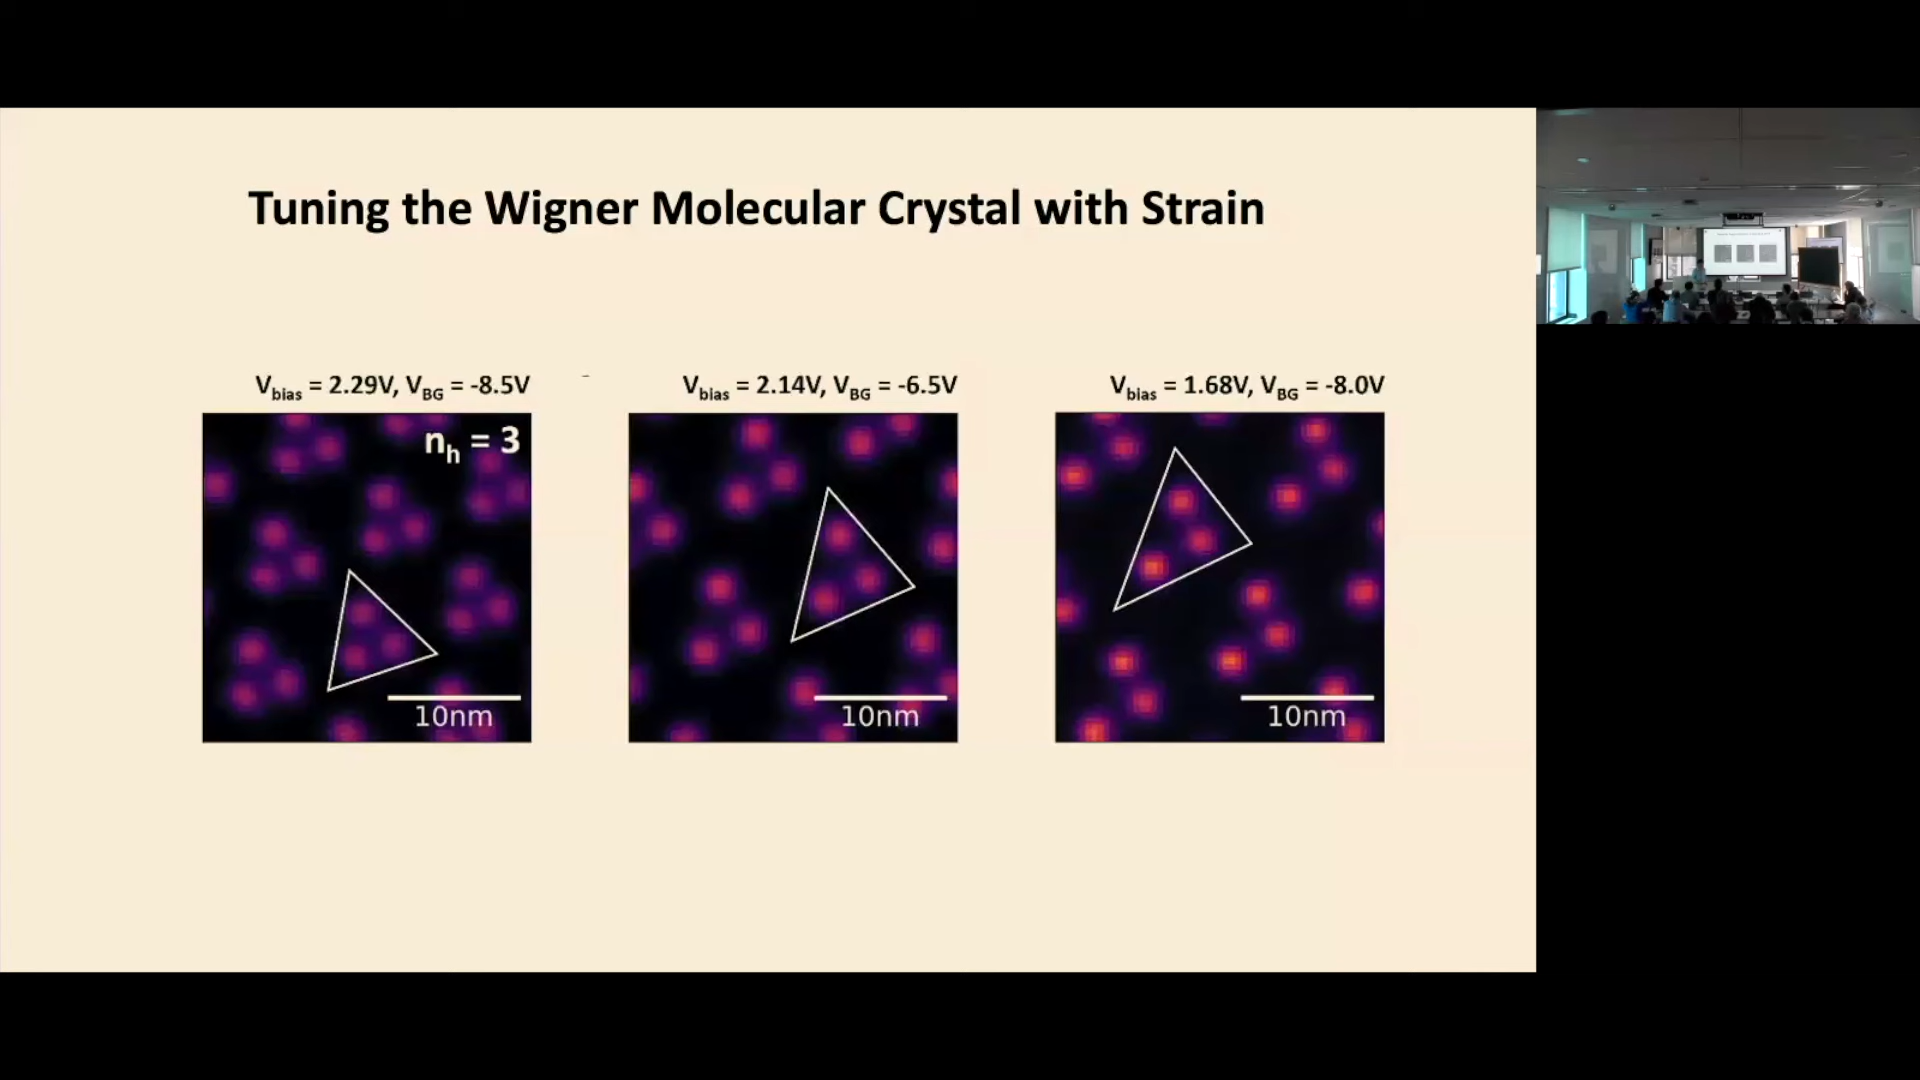 Tuning the Wigner Molecular Crystal with Strain
Vbias = 2.29V, VBG = -8.5V
Vbias = 2.14V, VBG = -6.5V
Vbias = 1.68V, VBG = -8.0V
nh = 3
10nm
10nm
10nm